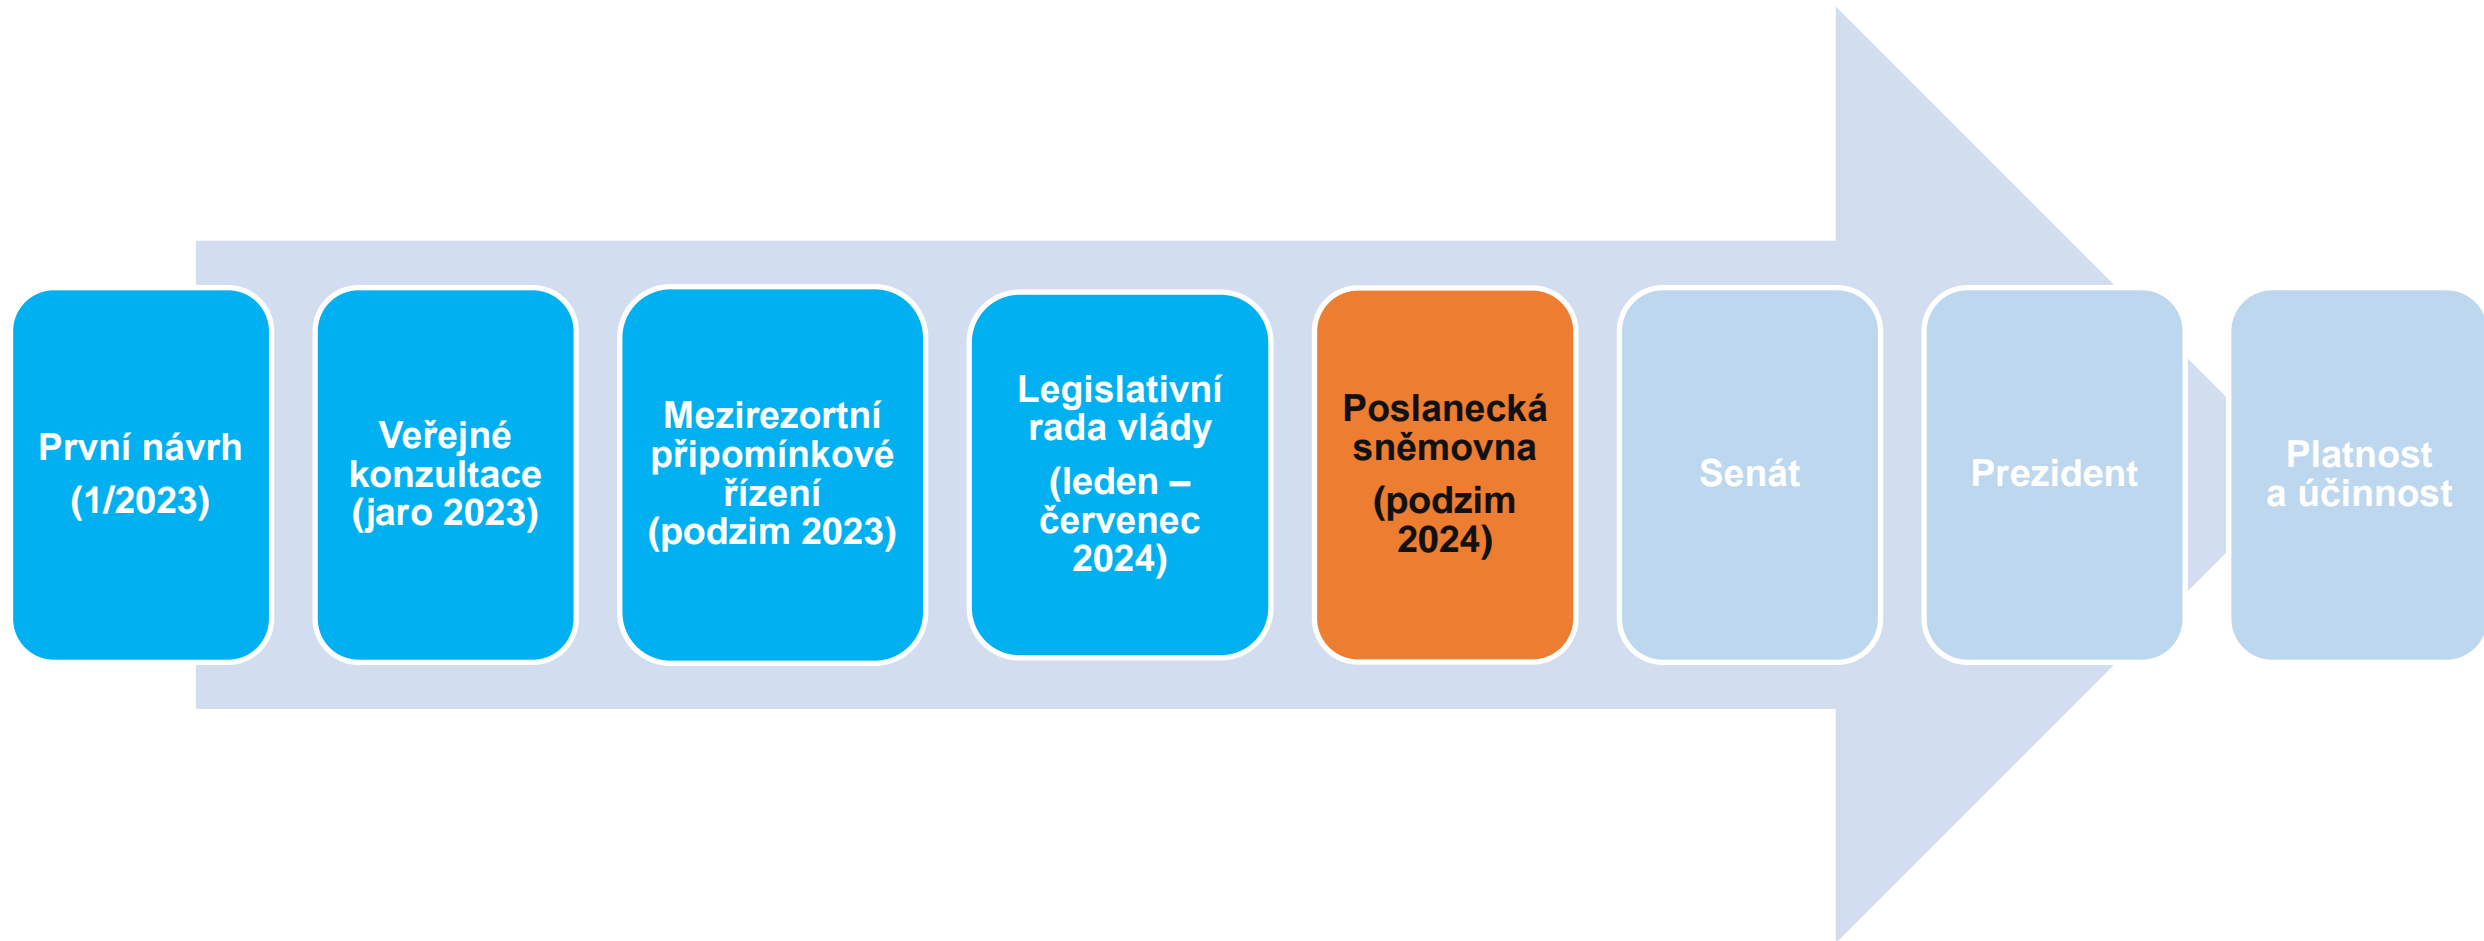 První návrh
(1/2023)
Veřejné
konzultace
(jaro 2023)
Mezirezortní
připomínkové
řízení
(podzim 2023)
Legislativní
rada vlády
(leden –
červenec
2024)
Poslanecká
sněmovna
(podzim
2024)
Senát
Prezident
Platnost
a účinnost